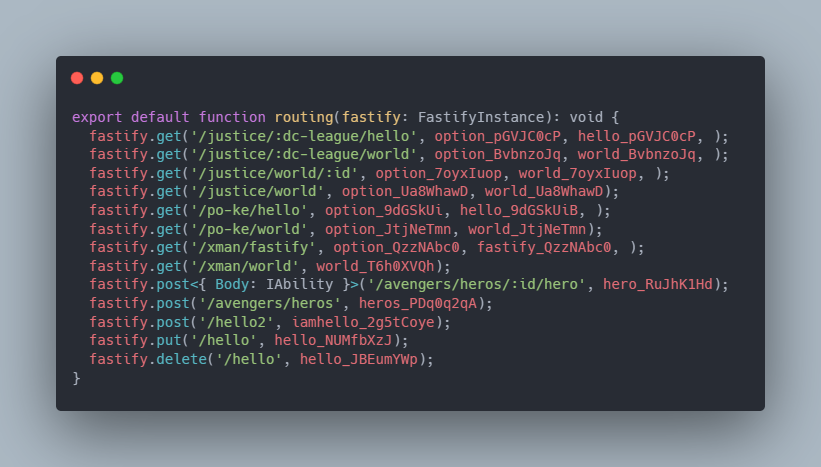 export default function routing(fastify: FastifyInstance): void {
  fastify.get('/justice/:dc-league/hello', option_pGVJC0cP, hello_pGVJC0cP, );
  fastify.get('/justice/:dc-league/world', option_BvbnzoJq, world_BvbnzoJq, );
  fastify.get('/justice/world/:id', option_7oyxIuop, world_7oyxIuop, );
  fastify.get('/justice/world', option_Ua8WhawD, world_Ua8WhawD);
  fastify.get('/po-ke/hello', option_9dGSkUi, hello_9dGSkUiB, );
  fastify.get('/po-ke/world', option_JtjNeTmn, world_JtjNeTmn);
  fastify.get('/xman/fastify', option_QzzNAbc0, fastify_QzzNAbc0, );
  fastify.get('/xman/world', world_T6h0XVQh);
  fastify.post<{ Body: IAbility }>('/avengers/heros/:id/hero', hero_RuJhK1Hd);
  fastify.post('/avengers/heros', heros_PDq0q2qA);
  fastify.post('/hello2', iamhello_2g5tCoye);
  fastify.put('/hello', hello_NUMfbXzJ);
  fastify.delete('/hello', hello_JBEumYWp);
}